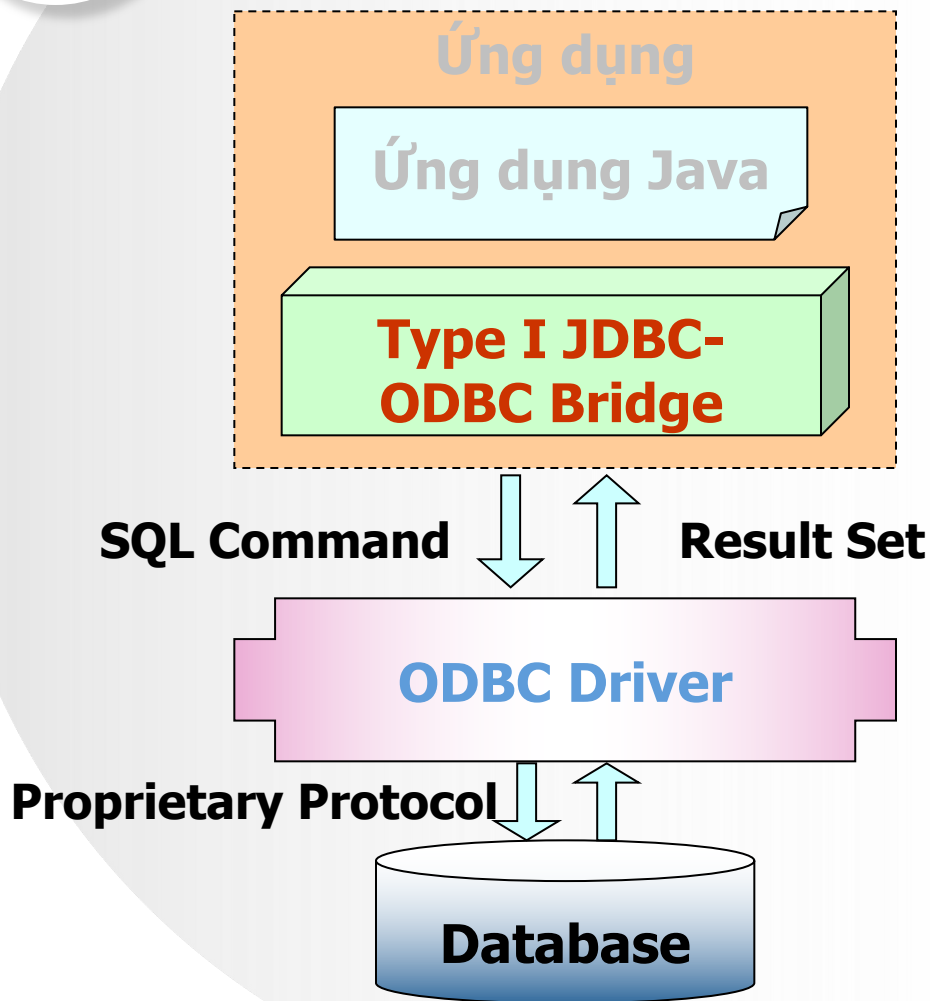 Ứng dụng
Ứng dụng Java
Type I JDBC-
ODBC Bridge
SQL Command
Result Set
ODBC Driver
Proprietary Protocol
Database